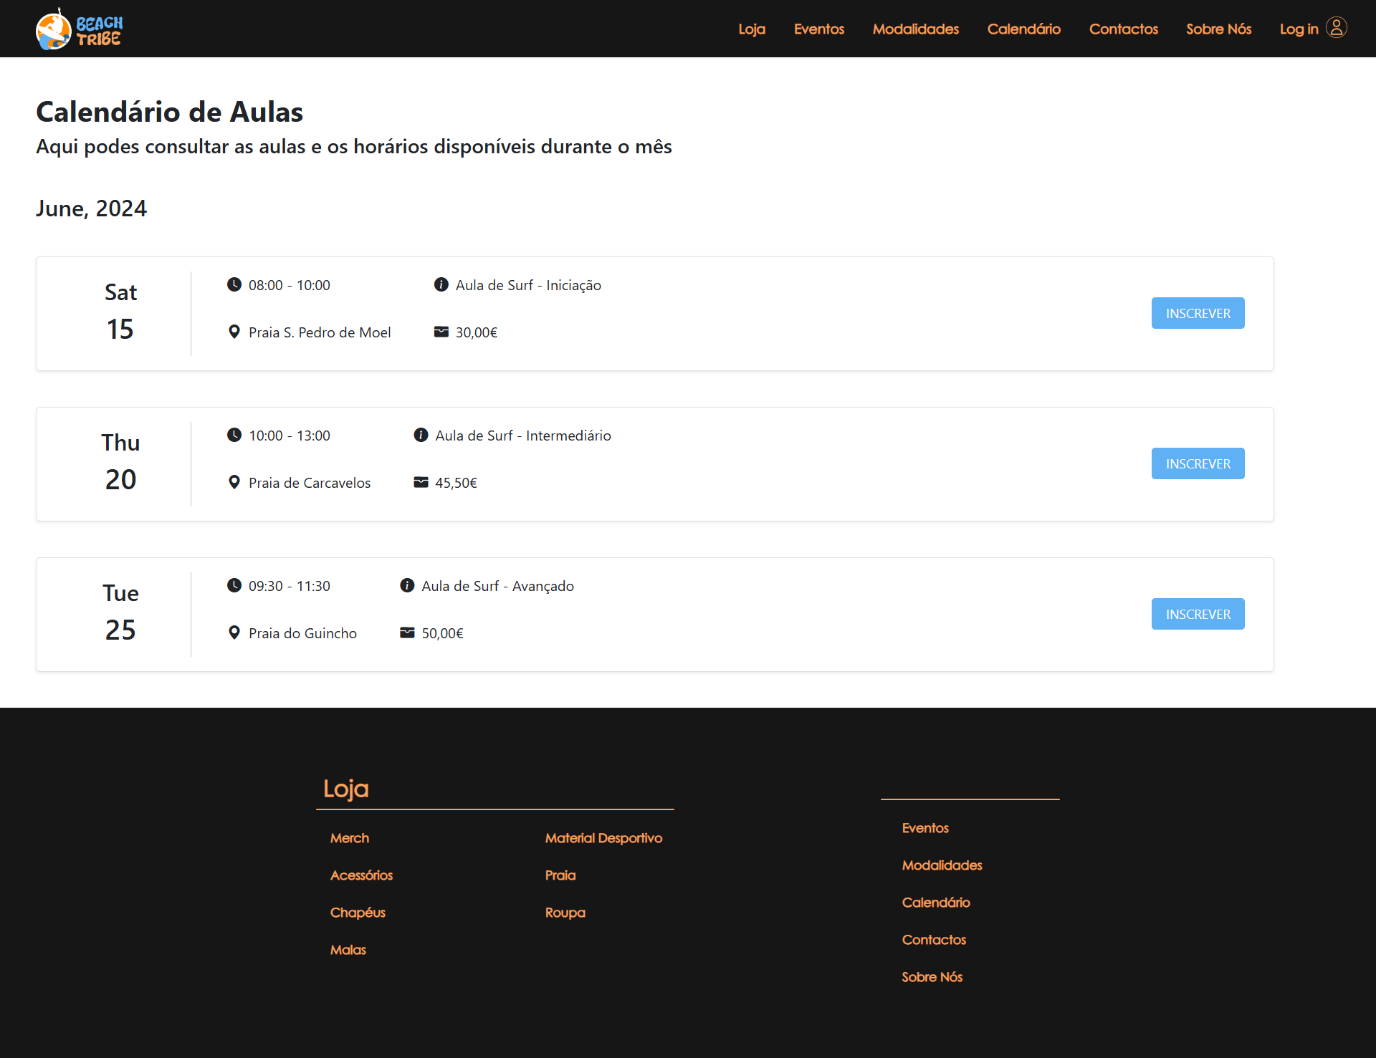 BEACH
TRIBE
Loja Eventos Modalidades Calendário Contactos Sobre Nós Log in
Calendário de Aulas
Aqui podes consultar as aulas e os horários disponíveis durante o mês
June, 2024
Sat
15
08:00 - 10:00
Aula de Surf - Iniciação
Praia S. Pedro de Moel
30,00€
INSCREVER
Thu
20
10:00 - 13:00
Aula de Surf - Intermediário
Praia de Carcavelos
45,50€
INSCREVER
Tue
25
09:30 - 11:30
Aula de Surf - Avançado
Praia do Guincho
50,00€
INSCREVER
Loja
Merch
Acessórios
Chapéus
Malas
Material Desportivo
Praia
Roupa
Eventos
Modalidades
Calendário
Contactos
Sobre Nós